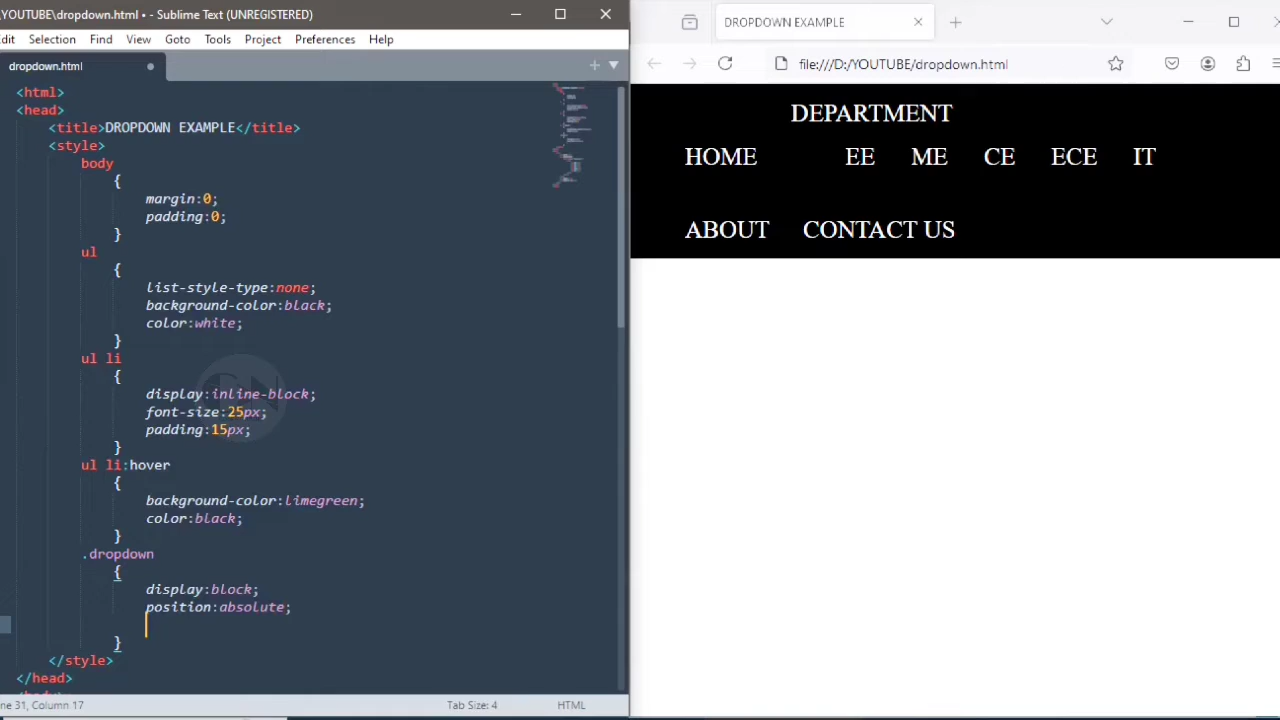 \YOUTUBE\dropdown.html • - Sublime Text (UNREGISTERED)
dit Selection Find View Goto Tools Project Preferences Help
dropdown.html
<html>
<head>
<title>DROPDOWN EXAMPLE</title>
<style>
body
{
margin:0;
padding:0;
}
ul
{
list-style-type:none;
background-color:black;
color:white;
}
ul li
{
display:inline-block;
font-size:25px;
padding:15px;
}
ul li:hover
{
background-color:limegreen;
color:black;
}
.dropdown
{
display:block;
position:absolute;
}
</style>
</head>
ne 31, Column 17 Tab Size: 4 HTML
DROPDOWN EXAMPLE
file:///D:/YOUTUBE/dropdown.html
DEPARTMENT
HOME EE ME CE ECE IT
ABOUT CONTACT US